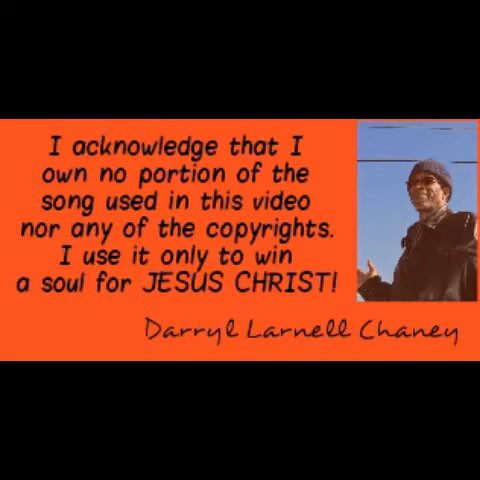 I acknowledge that I
own no portion of the
song used in this video
nor any of the copyrights.
I use it only to win
a soul for JESUS CHRIST!
Darryl Larnell Chaney